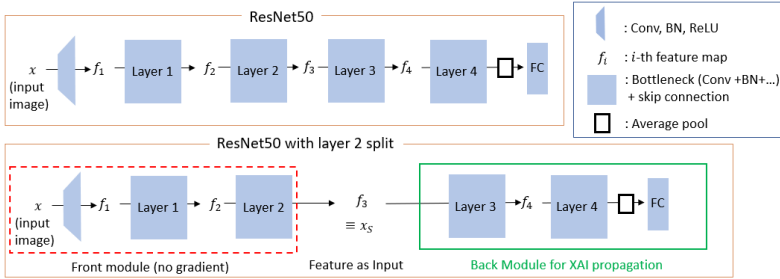 ResNet50
x
(input
image)
f₁
Layer 1
f₂
Layer 2
f₃
Layer 3
f₄
Layer 4
FC
: Conv, BN, ReLU
fᵢ : i-th feature map
: Bottleneck (Conv +BN+...)
+ skip connection
: Average pool
ResNet50 with layer 2 split
x
(input
image)
f₁
Layer 1
f₂
Layer 2
f₃
≡ x_S
Layer 3
f₄
Layer 4
FC
Front module (no gradient)
Feature as Input
Back Module for XAI propagation